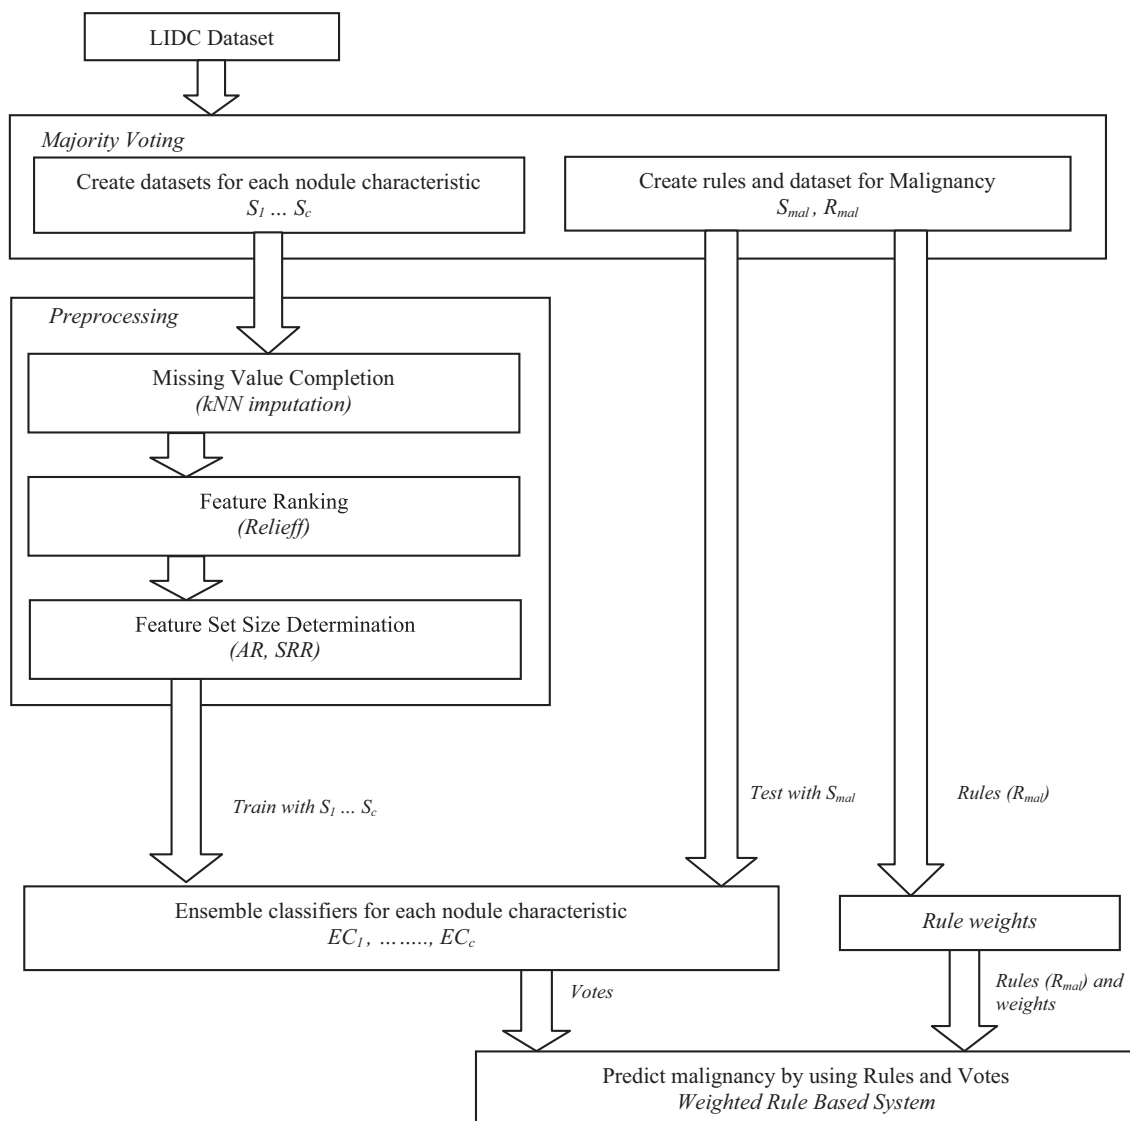 LIDC Dataset
Majority Voting
Create datasets for each nodule characteristic
S1 ... Sc
Create rules and dataset for Malignancy
Smal , Rmal
Preprocessing
Missing Value Completion
(kNN imputation)
Feature Ranking
(Relieff)
Feature Set Size Determination
(AR, SRR)
Train with S1 ... Sc
Test with Smal
Rules (Rmal)
Ensemble classifiers for each nodule characteristic
EC1 , …….., ECc
Rule weights
Votes
Rules (Rmal) and
weights
Predict malignancy by using Rules and Votes
Weighted Rule Based System